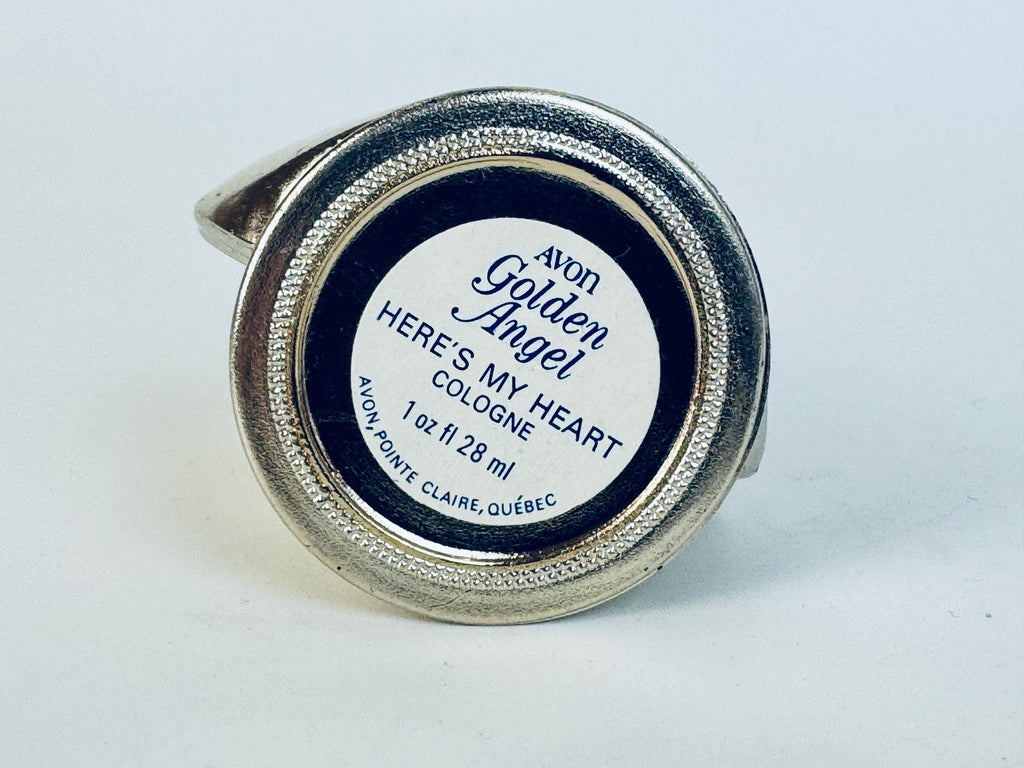 AVON
Golden
Angel
HERE'S MY HEART
COLOGNE
1 oz fl 28 ml
AVON, POINTE CLAIRE, QUÉBEC